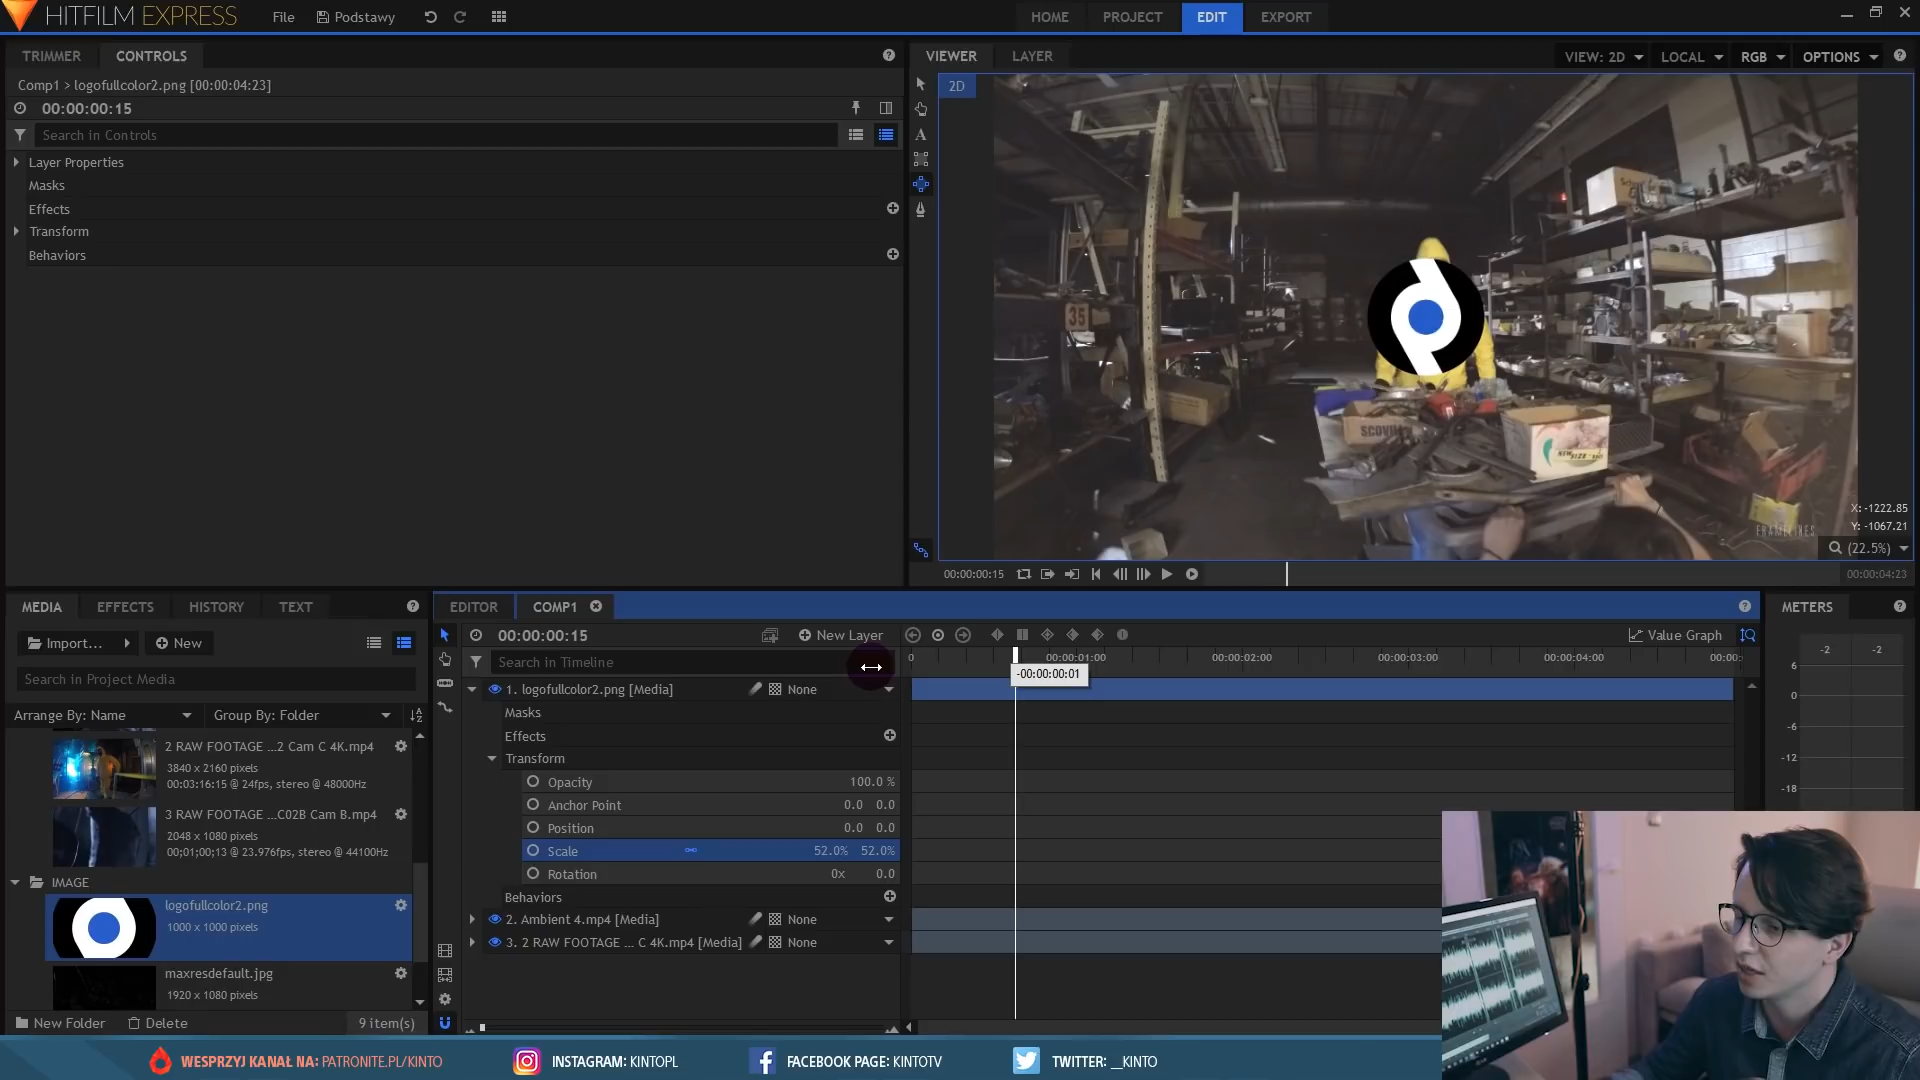 HITFILM EXPRESS
File
Podstawy
HOME
PROJECT
EDIT
EXPORT
TRIMMER
CONTROLS
Comp1 > logofullcolor2.png [00:00:04:23]
00:00:00:15
Search in Controls
Layer Properties
Masks
Effects
Transform
Behaviors
VIEWER
LAYER
VIEW: 2D
LOCAL
RGB
OPTIONS
2D
35
SCOVILL
FRAMELINES
X: -1222.85
Y: -1067.21
(22.5%)
00:00:00:15
00:00:04:23
MEDIA
EFFECTS
HISTORY
TEXT
Import...
New
Search in Project Media
Arrange By: Name
Group By: Folder
2 RAW FOOTAGE ...2 Cam C 4K.mp4
3840 x 2160 pixels
00:03:16:15 @ 24fps, stereo @ 48000Hz
3 RAW FOOTAGE ...C02B Cam B.mp4
2048 x 1080 pixels
00;01;00;13 @ 23.976fps, stereo @ 44100Hz
IMAGE
logofullcolor2.png
1000 x 1000 pixels
maxresdefault.jpg
1920 x 1080 pixels
New Folder
Delete
9 item(s)
EDITOR
COMP1
00:00:00:15
New Layer
Value Graph
Search in Timeline
0
00:00:01:00
00:00:02:00
00:00:03:00
00:00:04:00
00:00:
-00:00:00:01
1. logofullcolor2.png [Media]
None
Masks
Effects
Transform
Opacity
100.0 %
Anchor Point
0.0 0.0
Position
0.0 0.0
Scale
52.0% 52.0%
Rotation
0x 0.0
Behaviors
2. Ambient 4.mp4 [Media]
None
3. 2 RAW FOOTAGE ... C 4K.mp4 [Media]
None
METERS
-2 -2
6
0
-6
-12
-18
WESPRZYJ KANAŁ NA: PATRONITE.PL/KINTO
INSTAGRAM: KINTOPL
FACEBOOK PAGE: KINTOTV
TWITTER: __KINTO